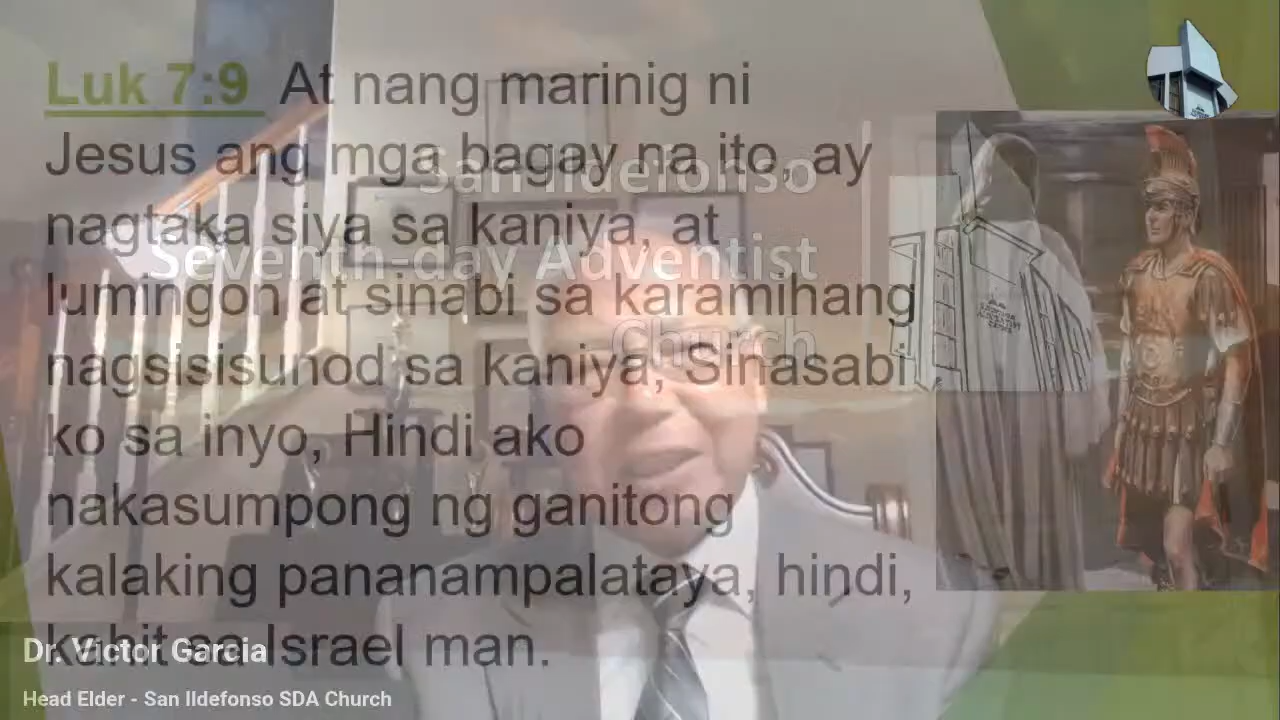 Luk 7:9 At nang marinig ni
Jesus ang mga bagay na ito, ay
nagtaka siya sa kaniya, at
lumingon at sinabi sa karamihang
nagsisisunod sa kaniya, Sinasabi
ko sa inyo, Hindi ako
nakasumpong ng ganitong
kalaking pananampalataya, hindi,
kahit sa Israel man.
San Ildefonso
Seventh-day Adventist
Church
Dr. Victor Garcia
Head Elder - San Ildefonso SDA Church